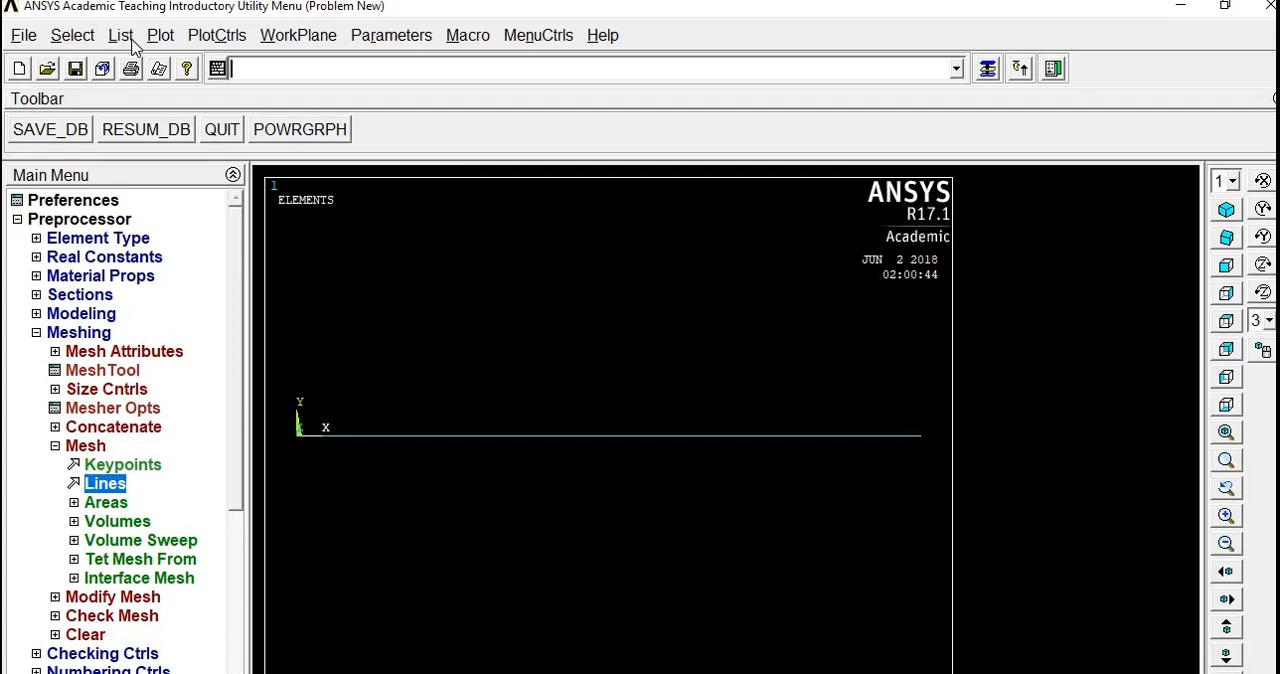 ANSYS Academic Teaching Introductory Utility Menu (Problem New)
File Select List Plot PlotCtrls WorkPlane Parameters Macro MenuCtrls Help
Toolbar
SAVE_DB RESUM_DB QUIT POWRGRPH
Main Menu
Preferences
Preprocessor
Element Type
Real Constants
Material Props
Sections
Modeling
Meshing
Mesh Attributes
MeshTool
Size Cntrls
Mesher Opts
Concatenate
Mesh
Keypoints
Lines
Areas
Volumes
Volume Sweep
Tet Mesh From
Interface Mesh
Modify Mesh
Check Mesh
Clear
Checking Ctrls
Numbering Ctrls
1
ELEMENTS
ANSYS
R17.1
Academic
JUN 2 2018
02:00:44
Y
X
1
3